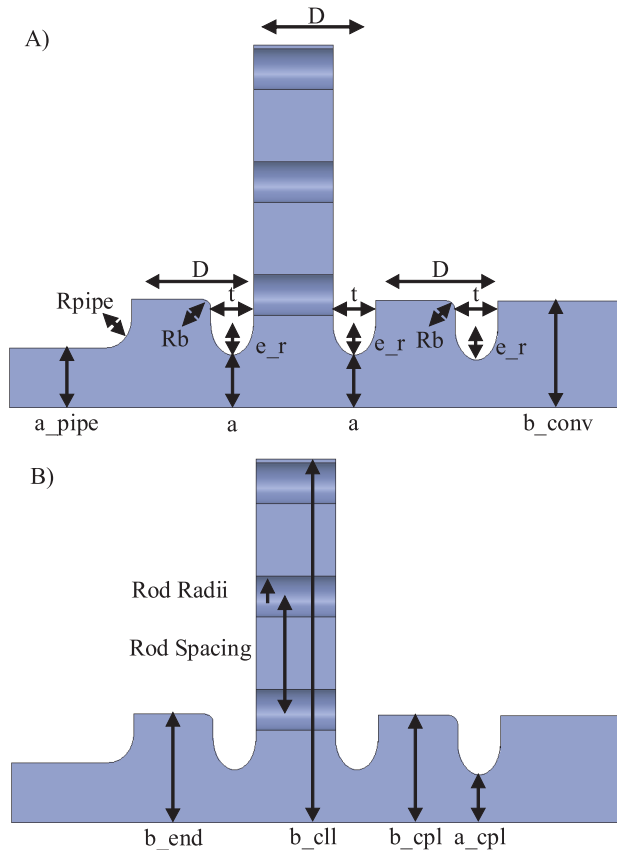 A)
D
D
D
Rpipe
t
t
t
Rb
e_r
e_r
Rb
e_r
a_pipe
a
a
b_conv
B)
Rod Radii
Rod Spacing
b_end
b_cll
b_cpl
a_cpl